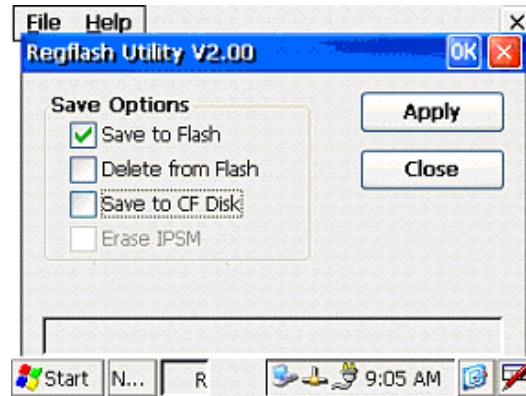 File Help
Regflash Utility V2.00 OK
Save Options
Save to Flash
Delete from Flash
Save to CF Disk
Erase IPSM
Apply
Close
Start N... R 9:05 AM